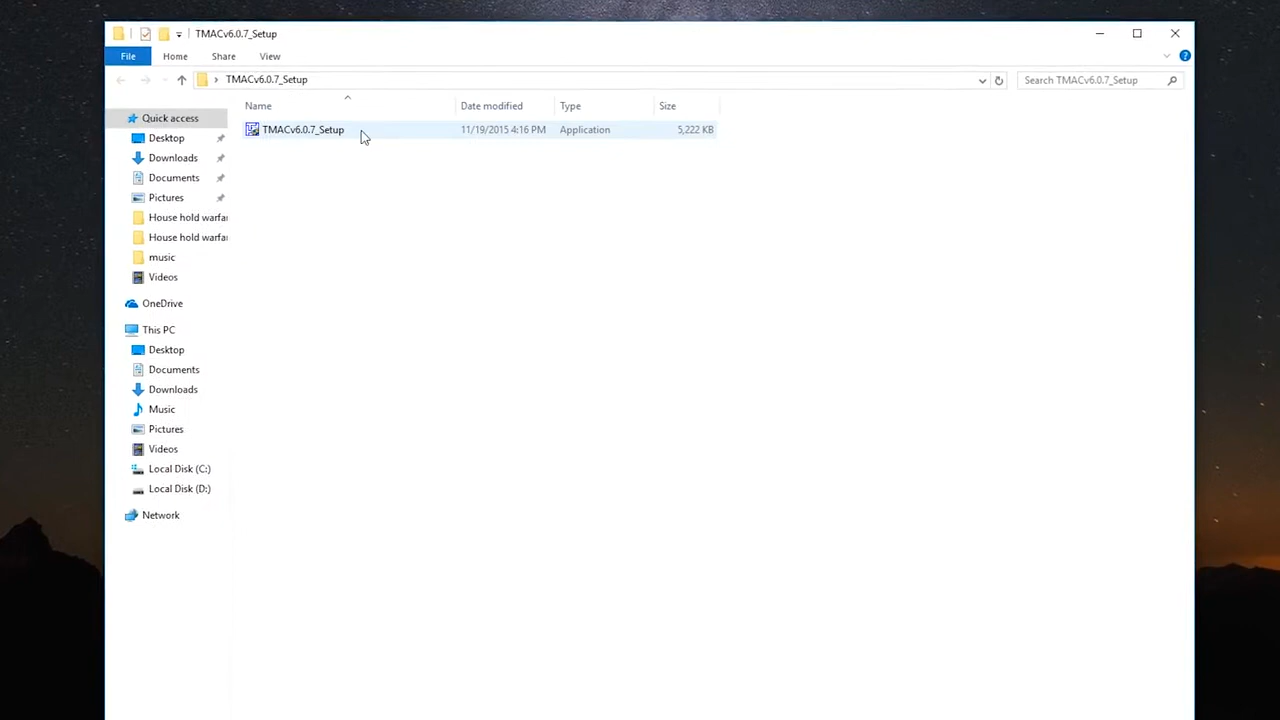 TMACv6.0.7_Setup
File Home Share View
TMACv6.0.7_Setup Search TMACv6.0.7_Setup
Name Date modified Type Size
TMACv6.0.7_Setup 11/19/2015 4:16 PM Application 5,222 KB
Quick access
Desktop
Downloads
Documents
Pictures
House hold warfar
House hold warfar
music
Videos
OneDrive
This PC
Desktop
Documents
Downloads
Music
Pictures
Videos
Local Disk (C:)
Local Disk (D:)
Network